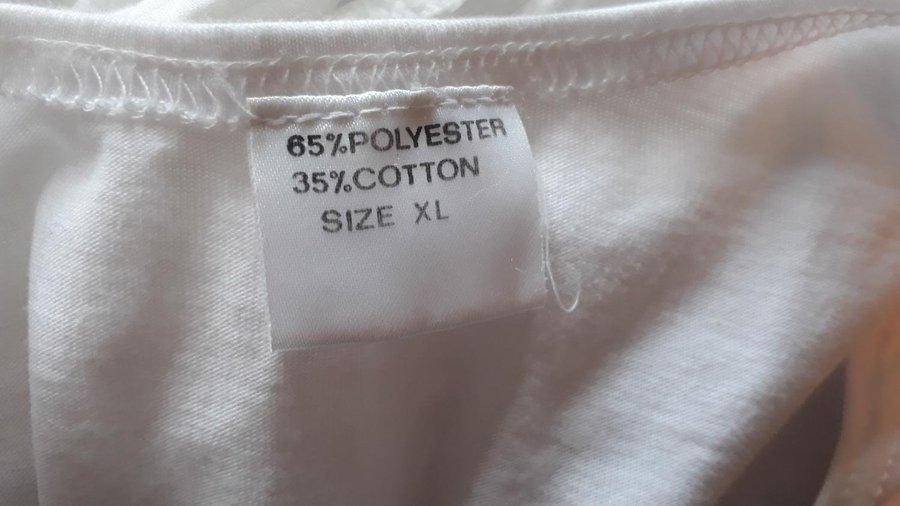 65%POLYESTER
35%COTTON
SIZE XL